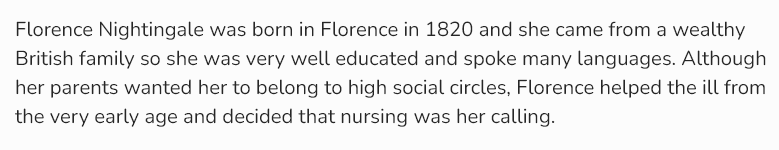 Florence Nightingale was born in Florence in 1820 and she came from a wealthy
British family so she was very well educated and spoke many languages. Although
her parents wanted her to belong to high social circles, Florence helped the ill from
the very early age and decided that nursing was her calling.